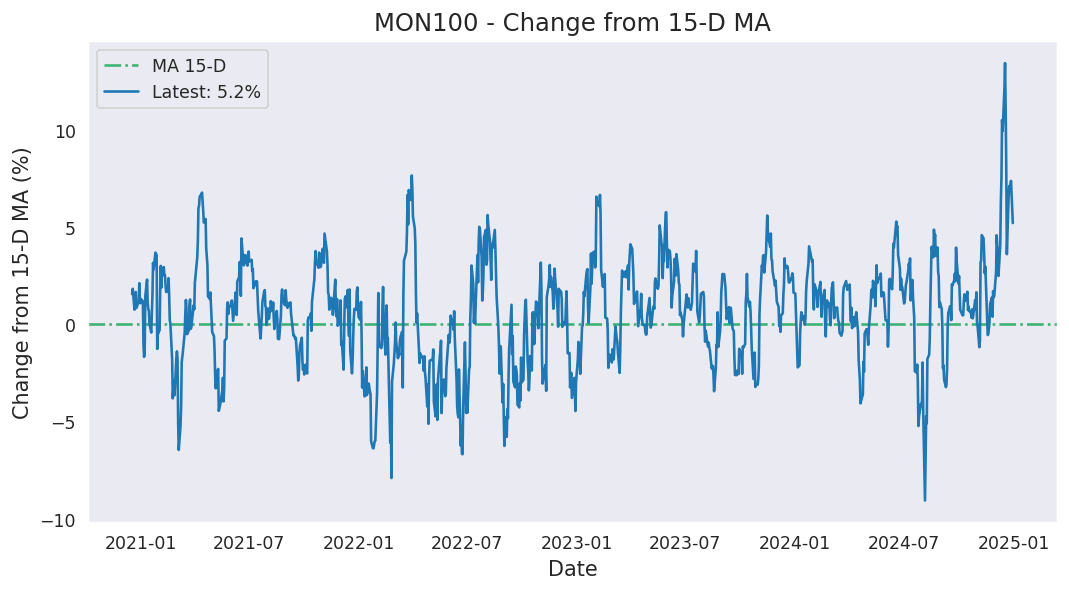 MON100 - Change from 15-D MA
MA 15-D
Latest: 5.2%
Change from 15-D MA (%)
10
5
0
−5
−10
2021-01 2021-07 2022-01 2022-07 2023-01 2023-07 2024-01 2024-07 2025-01
Date